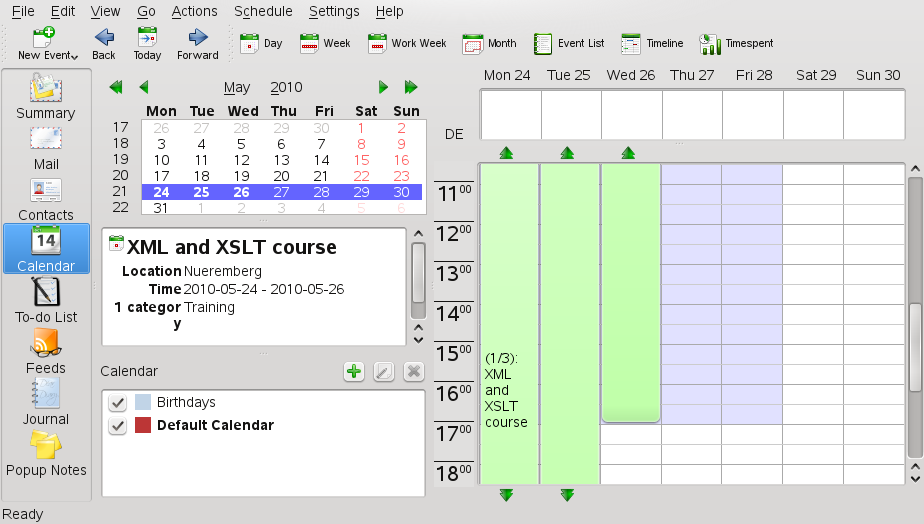 File Edit View Go Actions Schedule Settings Help
New Event Back Today Forward Day Week Work Week Month Event List Timeline Timespent
Summary
Mail
Contacts
14
Calendar
To-do List
Feeds
Journal
Popup Notes
May 2010
Mon Tue Wed Thu Fri Sat Sun
17 26 27 28 29 30 1 2
18 3 4 5 6 7 8 9
19 10 11 12 13 14 15 16
20 17 18 19 20 21 22 23
21 24 25 26 27 28 29 30
22 31 1 2 3 4 5 6
XML and XSLT course
Location Nueremberg
Time 2010-05-24 - 2010-05-26
1 categor Training
y
Calendar
Birthdays
Default Calendar
Mon 24 Tue 25 Wed 26 Thu 27 Fri 28 Sat 29 Sun 30
DE
11 00
12 00
13 00
14 00
15 00
16 00
17 00
18 00
(1/3):
XML
and
XSLT
course
Ready